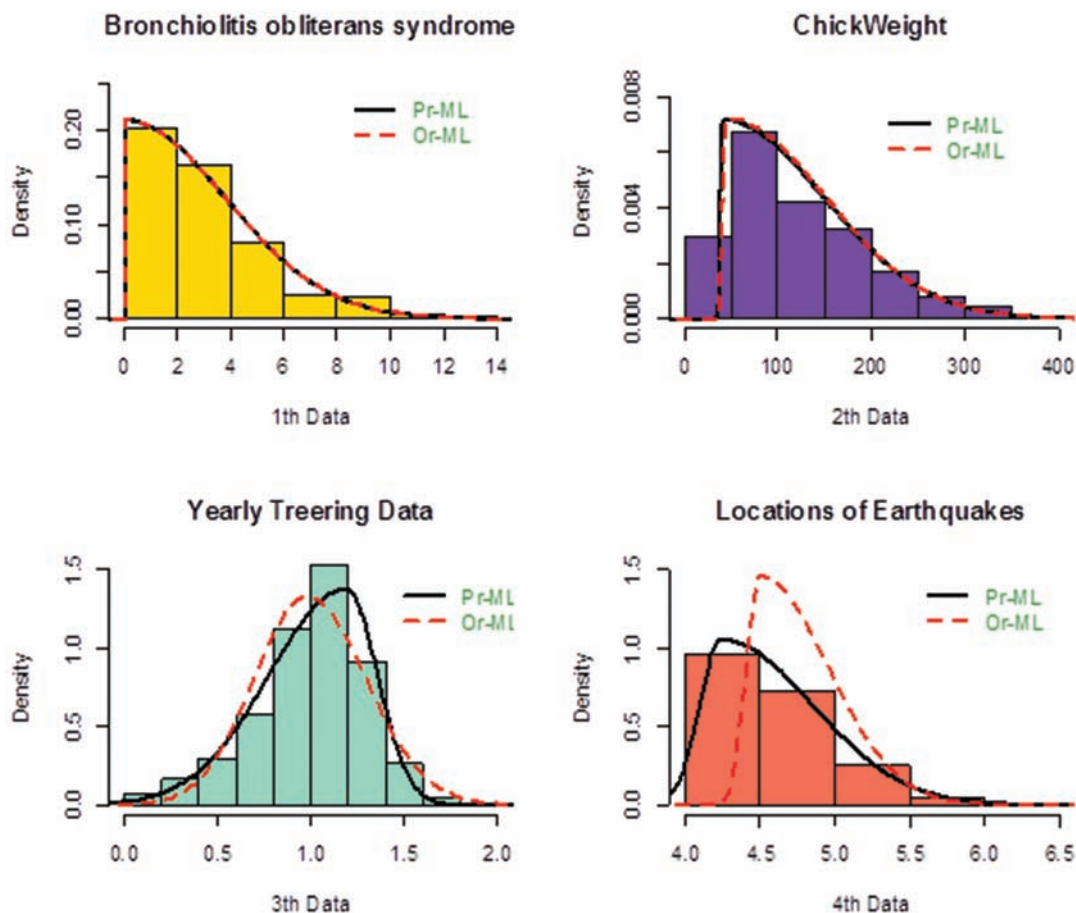 Bronchiolitis obliterans syndrome
Density
0.00 0.10 0.20
Pr-ML
Or-ML
0 2 4 6 8 10 12 14
1th Data
ChickWeight
Density
0.000 0.004 0.008
Pr-ML
Or-ML
0 100 200 300 400
2th Data
Yearly Treering Data
Density
0.0 0.5 1.0 1.5
Pr-ML
Or-ML
0.0 0.5 1.0 1.5 2.0
3th Data
Locations of Earthquakes
Density
0.0 0.5 1.0 1.5
Pr-ML
Or-ML
4.0 4.5 5.0 5.5 6.0 6.5
4th Data